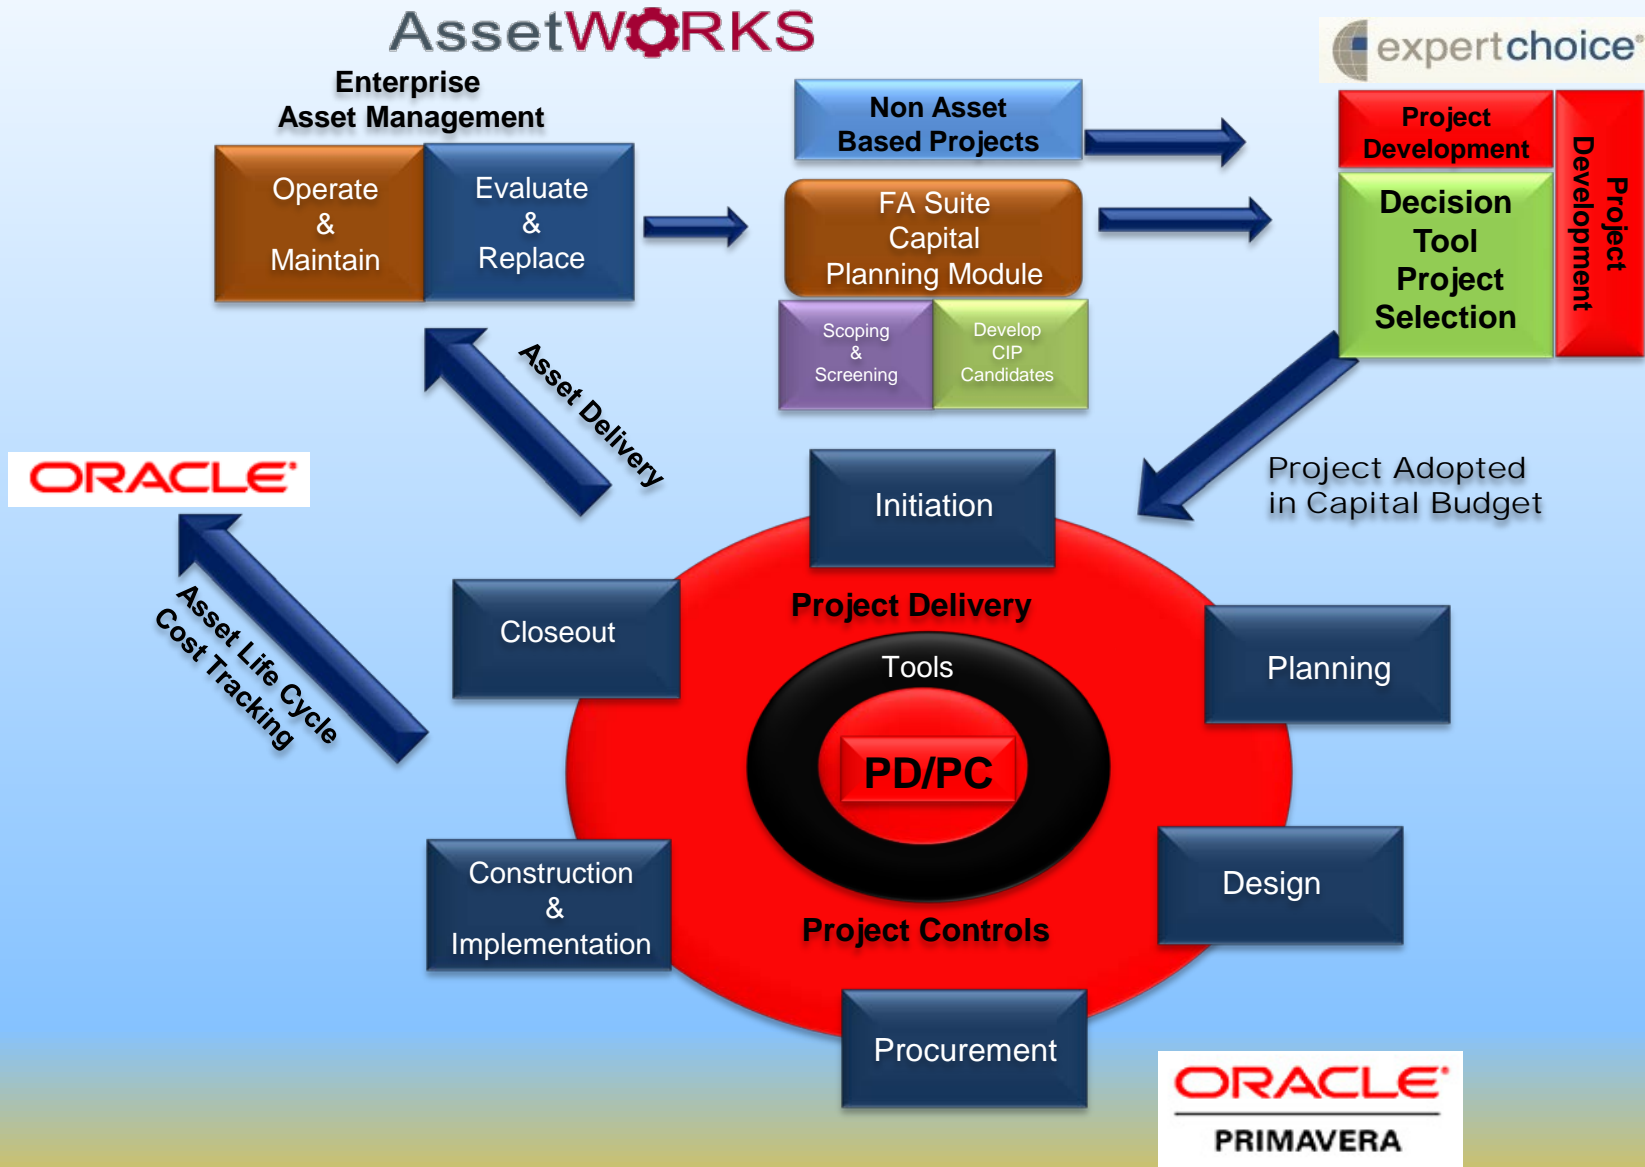 AssetWORKS
expertchoice®
Enterprise
Asset Management
Operate
&
Maintain
Evaluate
&
Replace
Non Asset
Based Projects
FA Suite
Capital
Planning Module
Scoping
&
Screening
Develop
CIP
Candidates
Project
Development
Decision
Tool
Project
Selection
Project
Development
Asset Delivery
Project Adopted
in Capital Budget
ORACLE®
Asset Life Cycle
Cost Tracking
Initiation
Closeout
Project Delivery
Planning
Tools
PD/PC
Construction
&
Implementation
Design
Project Controls
Procurement
ORACLE®
PRIMAVERA